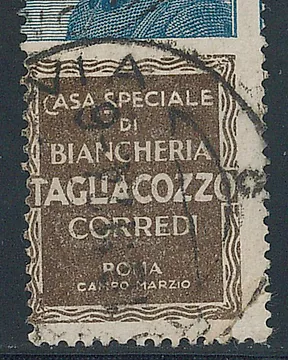 CASA SPECIALE
DI
BIANCHERIA
TAGLIACOZZO
CORREDI
ROMA
CAMPO MARZIO